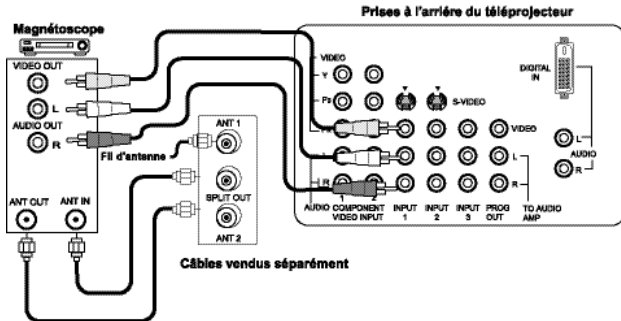 Prises à l'arriére du téléprojecteur
Magnétoscope
VIDEO OUT
L
AUDIO OUT
R
ANT OUT
ANT IN
Fil d'antenne
ANT 1
SPLIT OUT
ANT 2
Câbles vendus séparément
VIDEO
Y
PB
PR
L
R
S-VIDEO
VIDEO
L
R
AUDIO
1
2
COMPONENT
VIDEO INPUT
INPUT
1
INPUT
2
INPUT
3
PROG
OUT
TO AUDIO
AMP
DIGITAL
IN
L
AUDIO
R